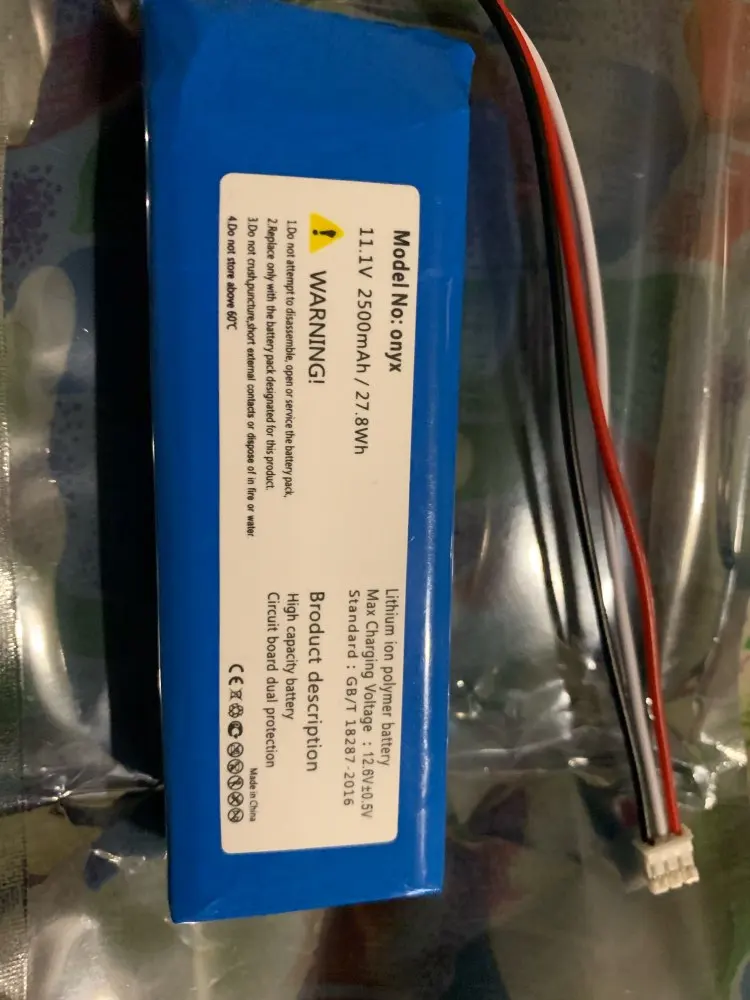 Model No: onyx
11.1V 2500mAh / 27.8Wh
WARNING!
1.Do not attempt to disassemble, open or service the battery pack,
2.Replace only with the battery pack designated for this product.
3.Do not crush,puncture,short external contacts or dispose of in fire or water.
4.Do not store above 60℃
Lithium ion polymer battery
Max Charging Voltage : 12.6V±0.5V
Standard : GB/T 18287-2016
Broduct description
High capacity battery
Circuit board dual protection
Made in China
CE